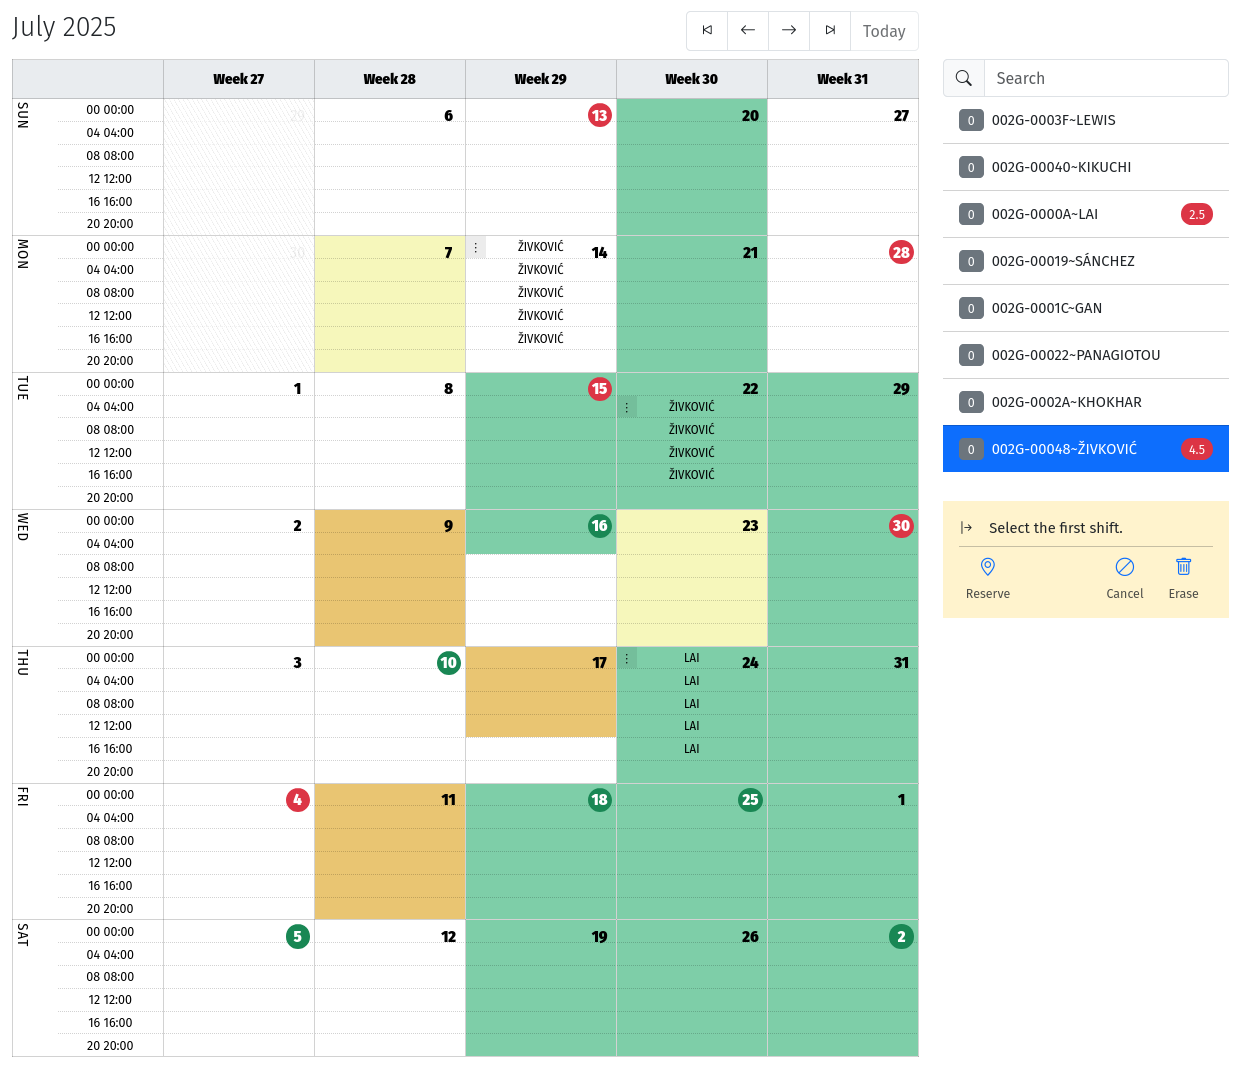 July 2025
Today
Week 27 Week 28 Week 29 Week 30 Week 31
SUN
00 00:00 29 6 13 20 27
04 04:00
08 08:00
12 12:00
16 16:00
20 20:00
MON
00 00:00 30 7 ŽIVKOVIĆ 14 21 28
04 04:00 ŽIVKOVIĆ
08 08:00 ŽIVKOVIĆ
12 12:00 ŽIVKOVIĆ
16 16:00 ŽIVKOVIĆ
20 20:00
TUE
00 00:00 1 8 15 22 29
04 04:00 ŽIVKOVIĆ
08 08:00 ŽIVKOVIĆ
12 12:00 ŽIVKOVIĆ
16 16:00 ŽIVKOVIĆ
20 20:00
WED
00 00:00 2 9 16 23 30
04 04:00
08 08:00
12 12:00
16 16:00
20 20:00
THU
00 00:00 3 10 17 LAI 24 31
04 04:00 LAI
08 08:00 LAI
12 12:00 LAI
16 16:00 LAI
20 20:00
FRI
00 00:00 4 11 18 25 1
04 04:00
08 08:00
12 12:00
16 16:00
20 20:00
SAT
00 00:00 5 12 19 26 2
04 04:00
08 08:00
12 12:00
16 16:00
20 20:00
Search
0 002G-0003F~LEWIS
0 002G-00040~KIKUCHI
0 002G-0000A~LAI 2.5
0 002G-00019~SÁNCHEZ
0 002G-0001C~GAN
0 002G-00022~PANAGIOTOU
0 002G-0002A~KHOKHAR
0 002G-00048~ŽIVKOVIĆ 4.5
Select the first shift.
Reserve Cancel Erase